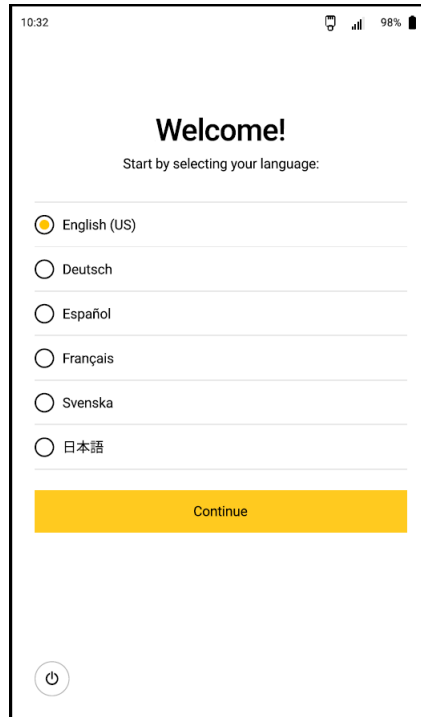 10:32
98%
Welcome!
Start by selecting your language:
English (US)
Deutsch
Español
Français
Svenska
日本語
Continue